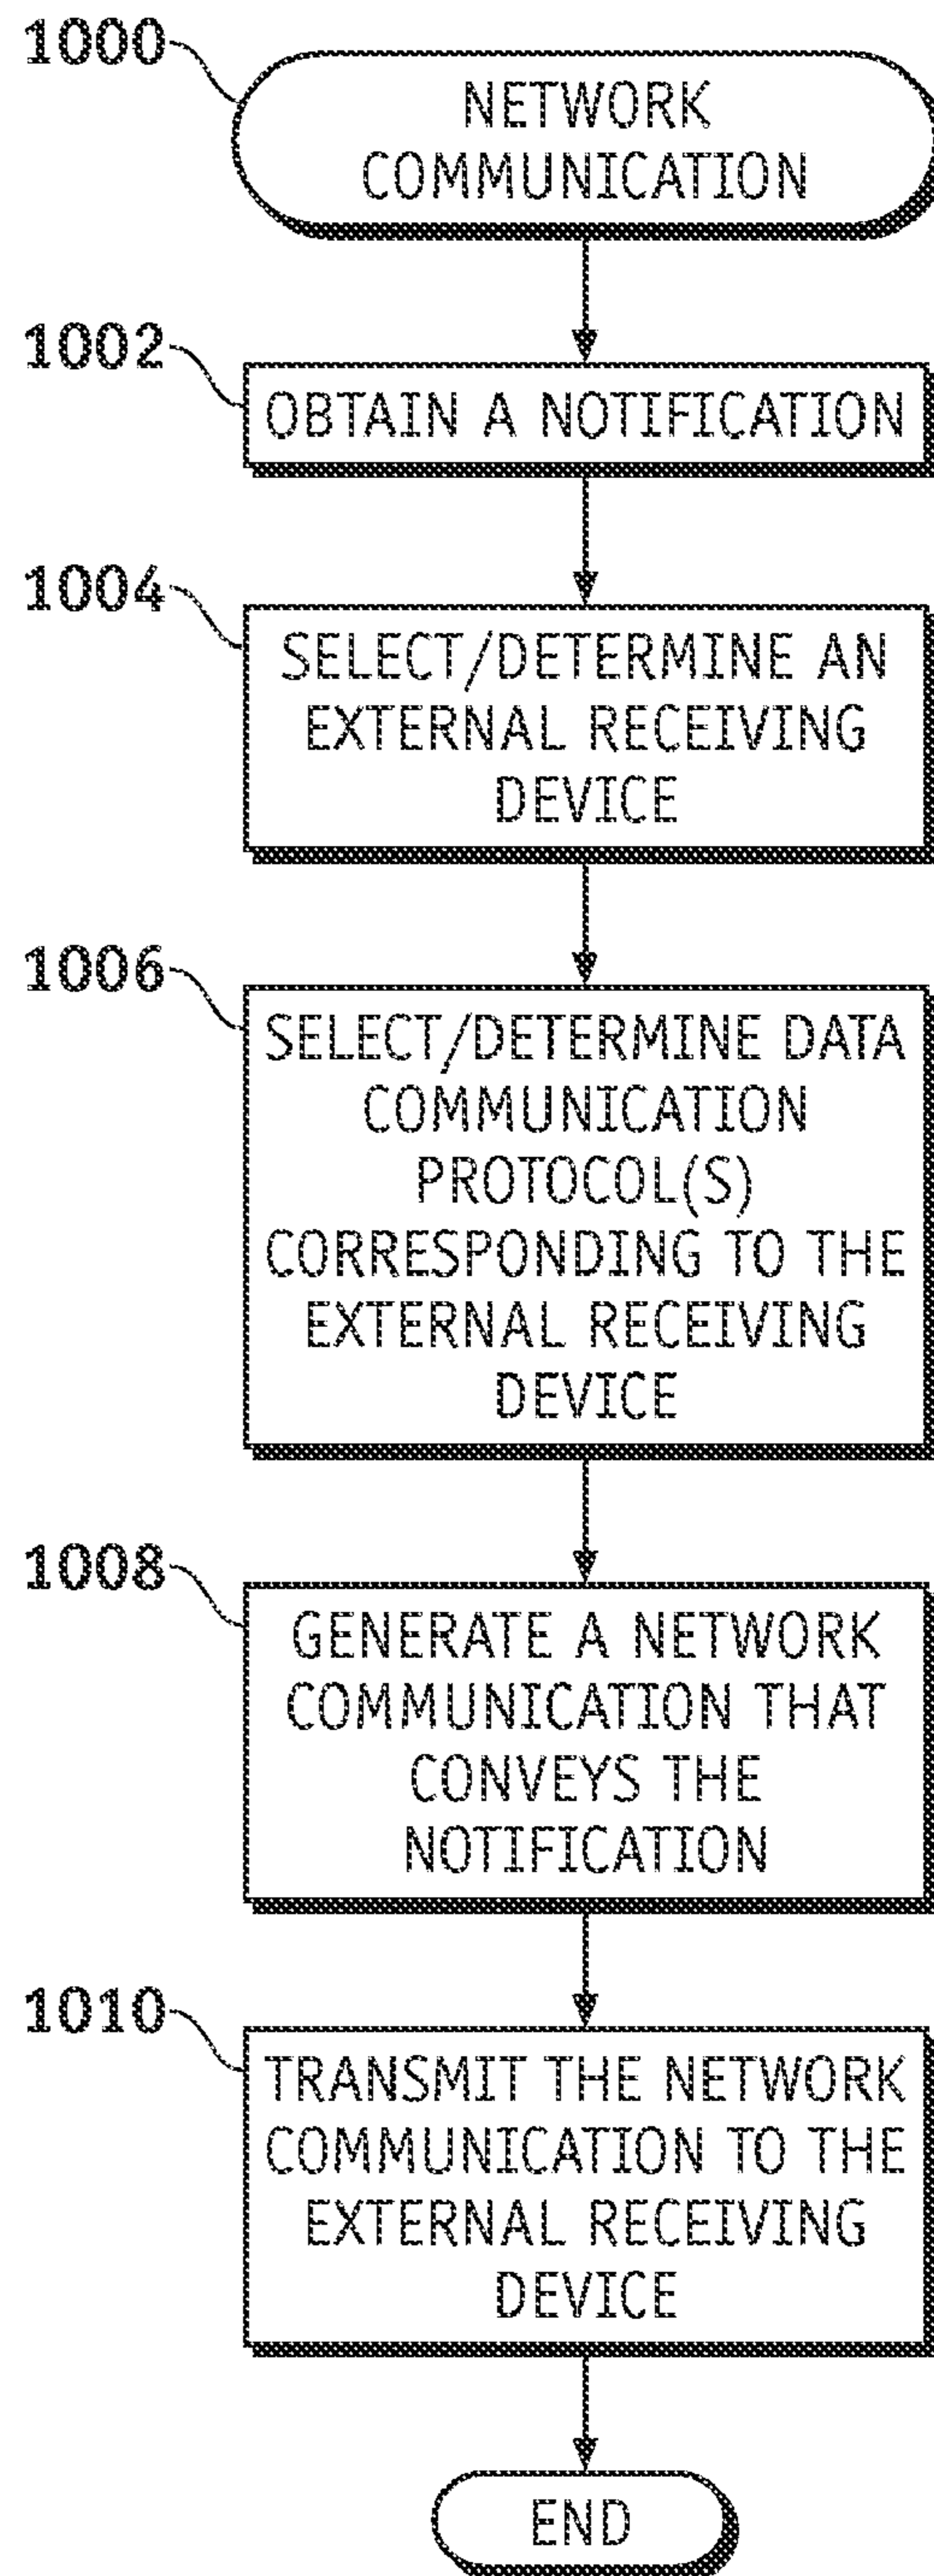 1000
NETWORK
COMMUNICATION
1002
OBTAIN A NOTIFICATION
1004
SELECT/DETERMINE AN
EXTERNAL RECEIVING
DEVICE
1006
SELECT/DETERMINE DATA
COMMUNICATION
PROTOCOL(S)
CORRESPONDING TO THE
EXTERNAL RECEIVING
DEVICE
1008
GENERATE A NETWORK
COMMUNICATION THAT
CONVEYS THE
NOTIFICATION
1010
TRANSMIT THE NETWORK
COMMUNICATION TO THE
EXTERNAL RECEIVING
DEVICE
END